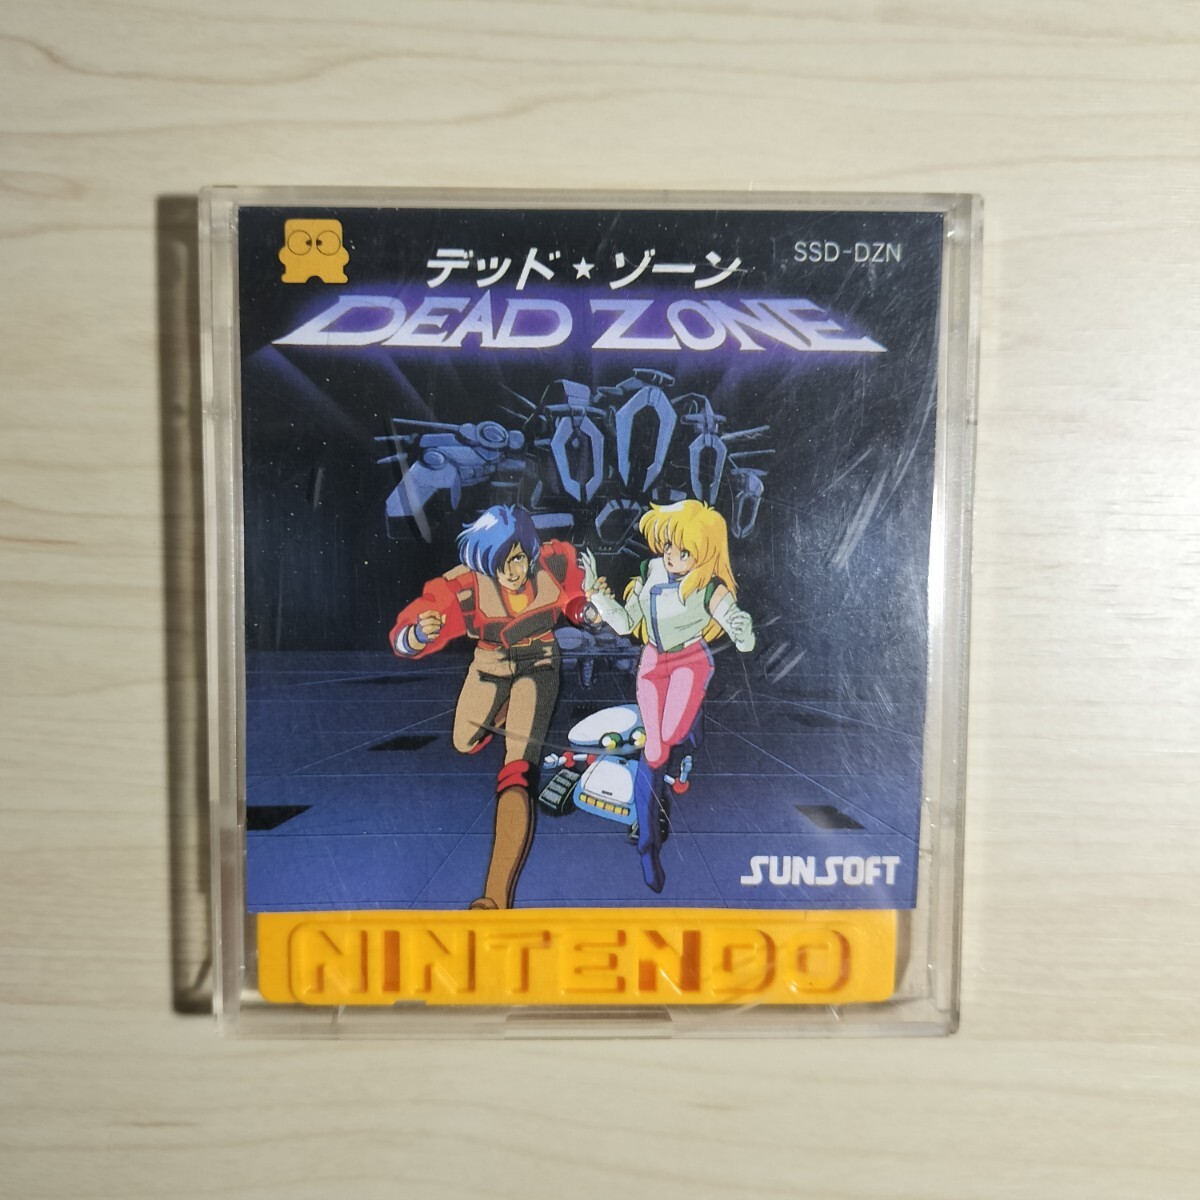 デッド★ゾーン
SSD-DZN
DEAD ZONE
SUNSOFT
NINTENDO